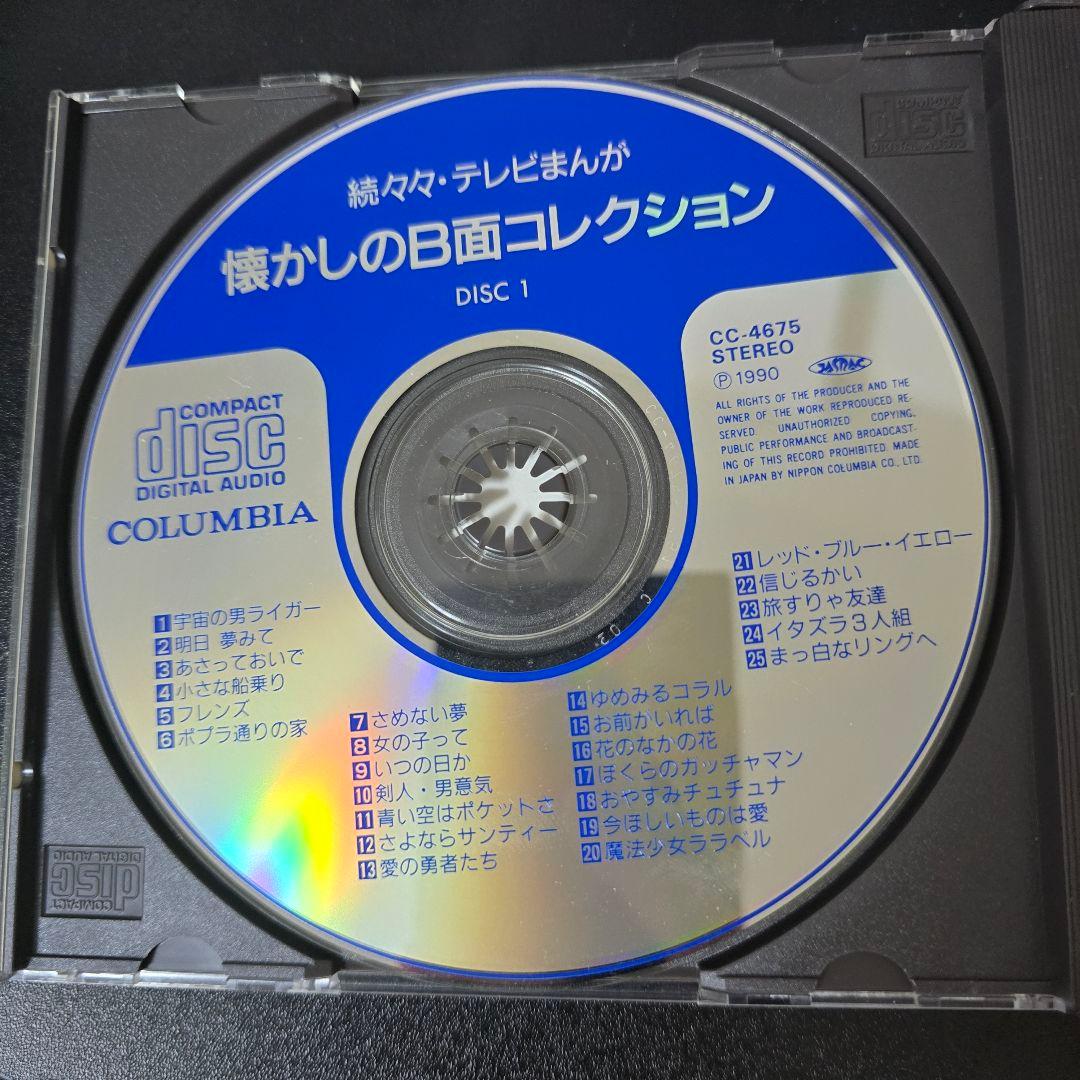 続々々・テレビまんが
懐かしのB面コレクション
DISC 1
COMPACT
disc
DIGITAL AUDIO
COLUMBIA
CC-4675
STEREO
Ⓟ1990 JASRAC
ALL RIGHTS OF THE PRODUCER AND THE
OWNER OF THE WORK REPRODUCED RE-
SERVED. UNAUTHORIZED COPYING,
PUBLIC PERFORMANCE AND BROADCAST-
ING OF THIS RECORD PROHIBITED. MADE
IN JAPAN BY NIPPON COLUMBIA CO., LTD.
1 宇宙の男ライガー
2 明日 夢みて
3 あさっておいで
4 小さな船乗り
5 フレンズ
6 ポプラ通りの家
7 さめない夢
8 女の子って
9 いつの日か
10 剣人・男意気
11 青い空はポケットさ
12 さよならサンティー
13 愛の勇者たち
14 ゆめみるコラル
15 お前がいれば
16 花のなかの花
17 ぼくらのガッチャマン
18 おやすみチュチュナ
19 今ほしいものは愛
20 魔法少女ララベル
21 レッド・ブルー・イエロー
22 信じるかい
23 旅すりゃ友達
24 イタズラ3人組
25 まっ白なリングへ
COMPACT
disc
DIGITAL AUDIO
COMPACT
disc
DIGITAL AUDIO